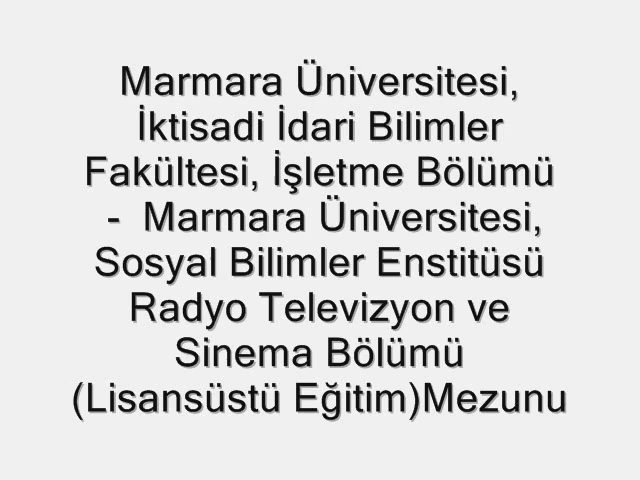 Marmara Üniversitesi,
İktisadi İdari Bilimler
Fakültesi, İşletme Bölümü
- Marmara Üniversitesi,
Sosyal Bilimler Enstitüsü
Radyo Televizyon ve
Sinema Bölümü
(Lisansüstü Eğitim)Mezunu